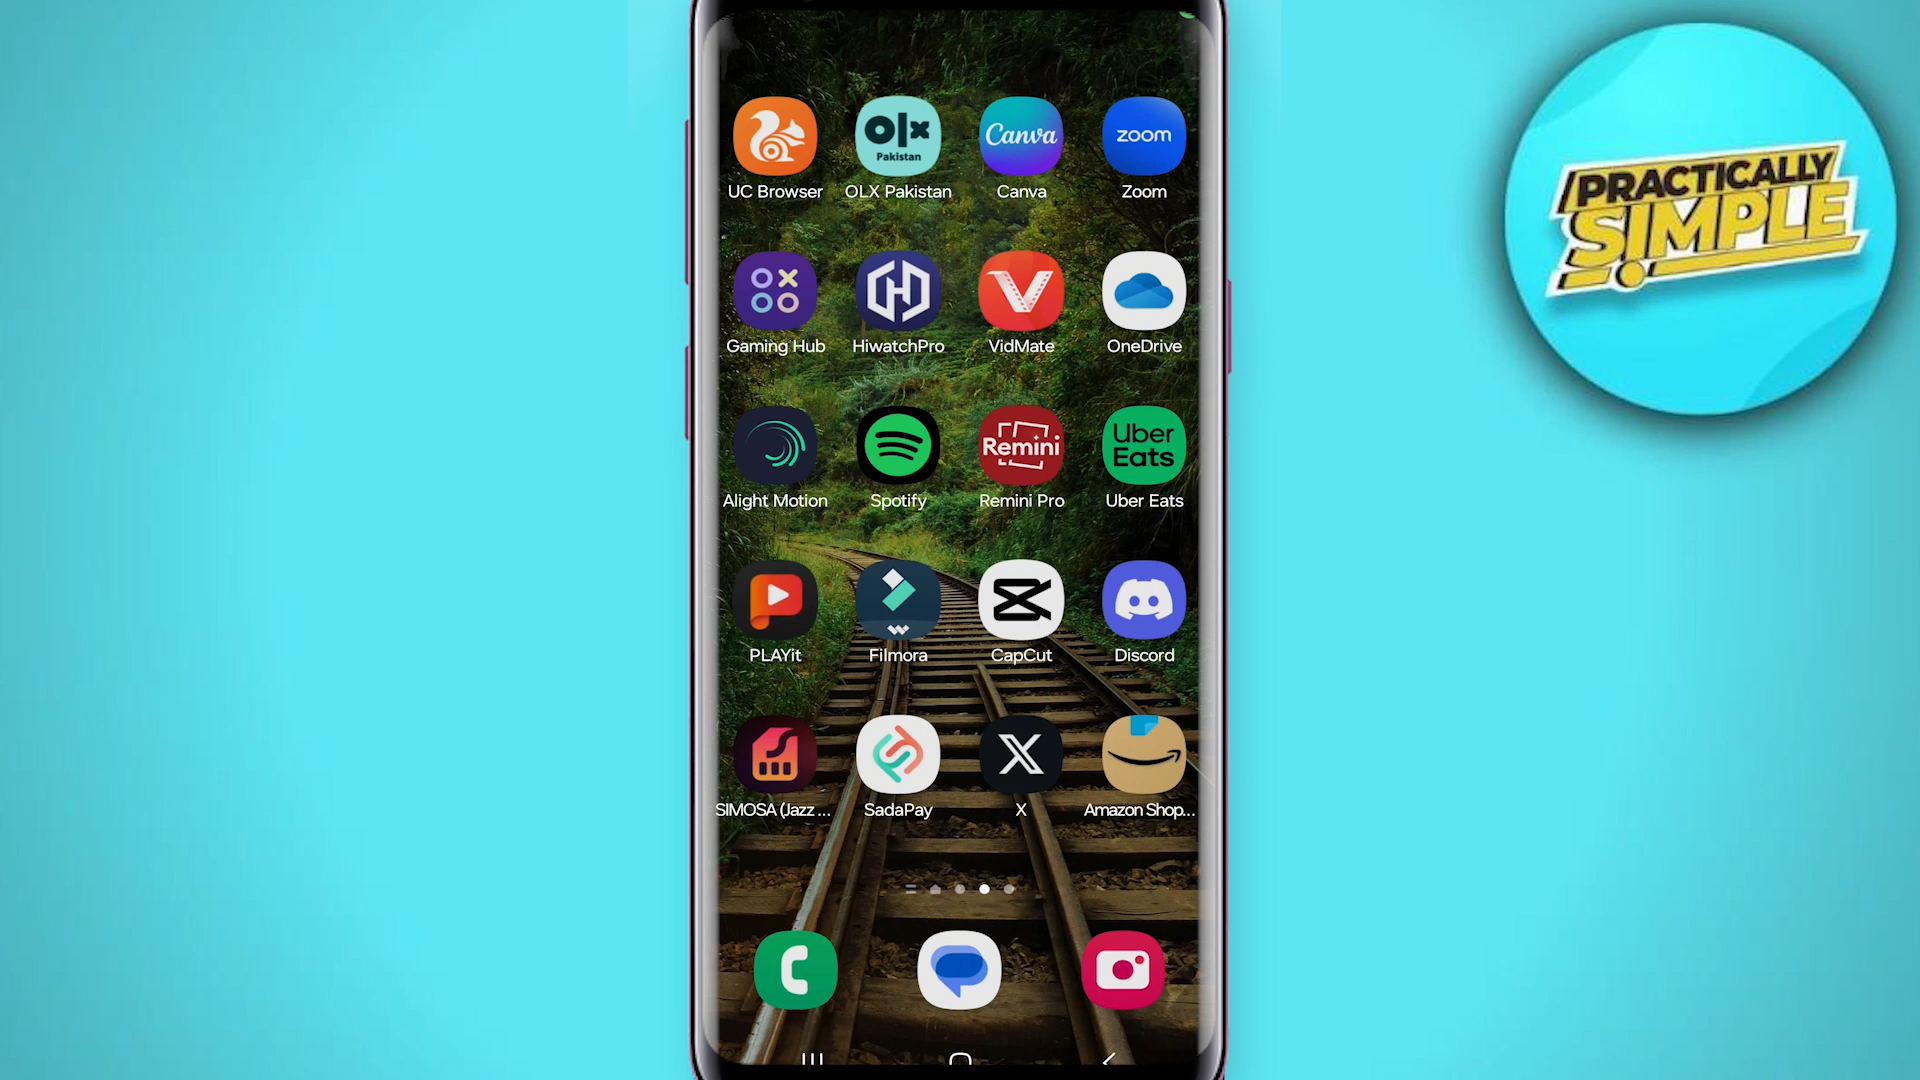 PRACTICALLY
SIMPLE
olx
Pakistan
Canva
zoom
UC Browser
OLX Pakistan
Canva
Zoom
Gaming Hub
HiwatchPro
VidMate
OneDrive
Remini
Uber
Eats
Alight Motion
Spotify
Remini Pro
Uber Eats
PLAYit
Filmora
CapCut
Discord
SIMOSA (Jazz ...
SadaPay
X
Amazon Shop...